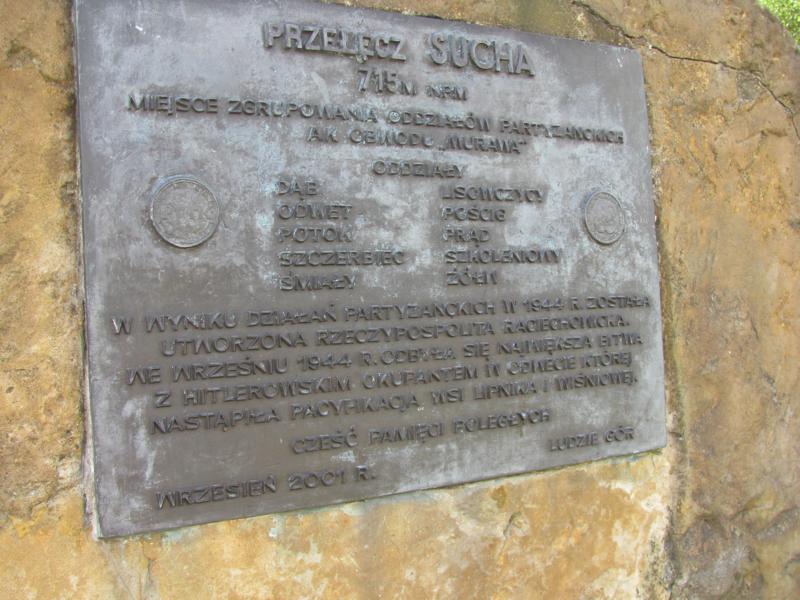 PRZEŁĘCZ SUCHA
715 M NPM
MIEJSCE ZGRUPOWANIA ODDZIAŁÓW PARTYZANCKICH
AK OBWODU „MURAWA"
ODDZIAŁY
DĄB LISOWCZYCY
ODWET POŚCIG
POTOK PRĄD
SZCZERBIEC SZKOLENIOWY
ŚMIAŁY ŻÓŁW
W WYNIKU DZIAŁAŃ PARTYZANCKICH W 1944 R. ZOSTAŁA
UTWORZONA RZECZYPOSPOLITA RACIECHOWICKA.
WE WRZEŚNIU 1944 R. ODBYŁA SIĘ NAJWIĘKSZA BITWA
Z HITLEROWSKIM OKUPANTEM W ODWECIE KTÓREJ
NASTĄPIŁA PACYFIKACJA WSI LIPNIKA I WIŚNIOWEJ.
CZEŚĆ PAMIĘCI POLEGŁYCH
LUDZIE GÓR
WRZESIEŃ 2001 R.